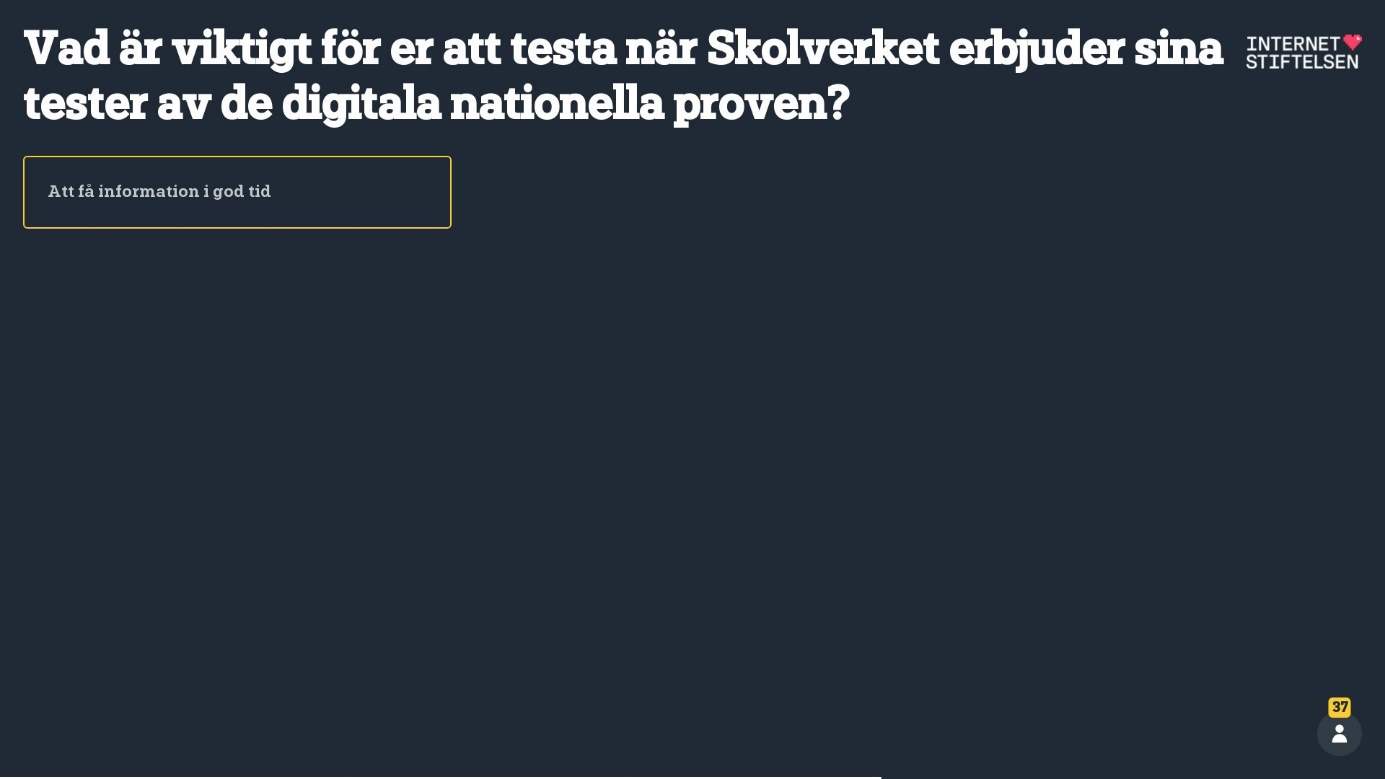 Vad är viktigt för er att testa när Skolverket erbjuder sina
tester av de digitala nationella proven?
INTERNET
STIFTELSEN
Att få information i god tid
37